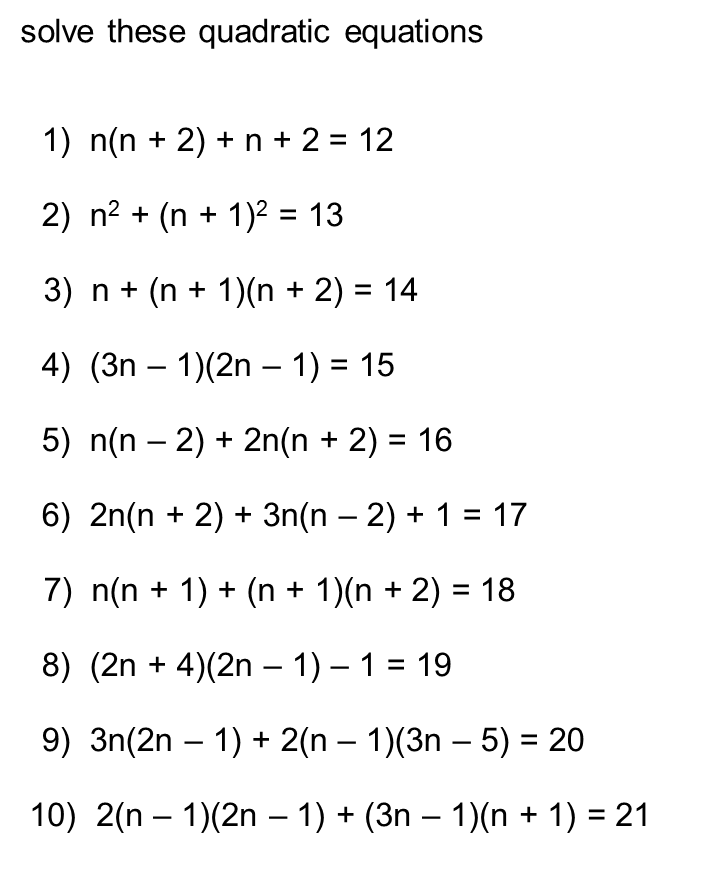 solve these quadratic equations
1) n(n + 2) + n + 2 = 12
2) n² + (n + 1)² = 13
3) n + (n + 1)(n + 2) = 14
4) (3n – 1)(2n – 1) = 15
5) n(n – 2) + 2n(n + 2) = 16
6) 2n(n + 2) + 3n(n – 2) + 1 = 17
7) n(n + 1) + (n + 1)(n + 2) = 18
8) (2n + 4)(2n – 1) – 1 = 19
9) 3n(2n – 1) + 2(n – 1)(3n – 5) = 20
10) 2(n – 1)(2n – 1) + (3n – 1)(n + 1) = 21